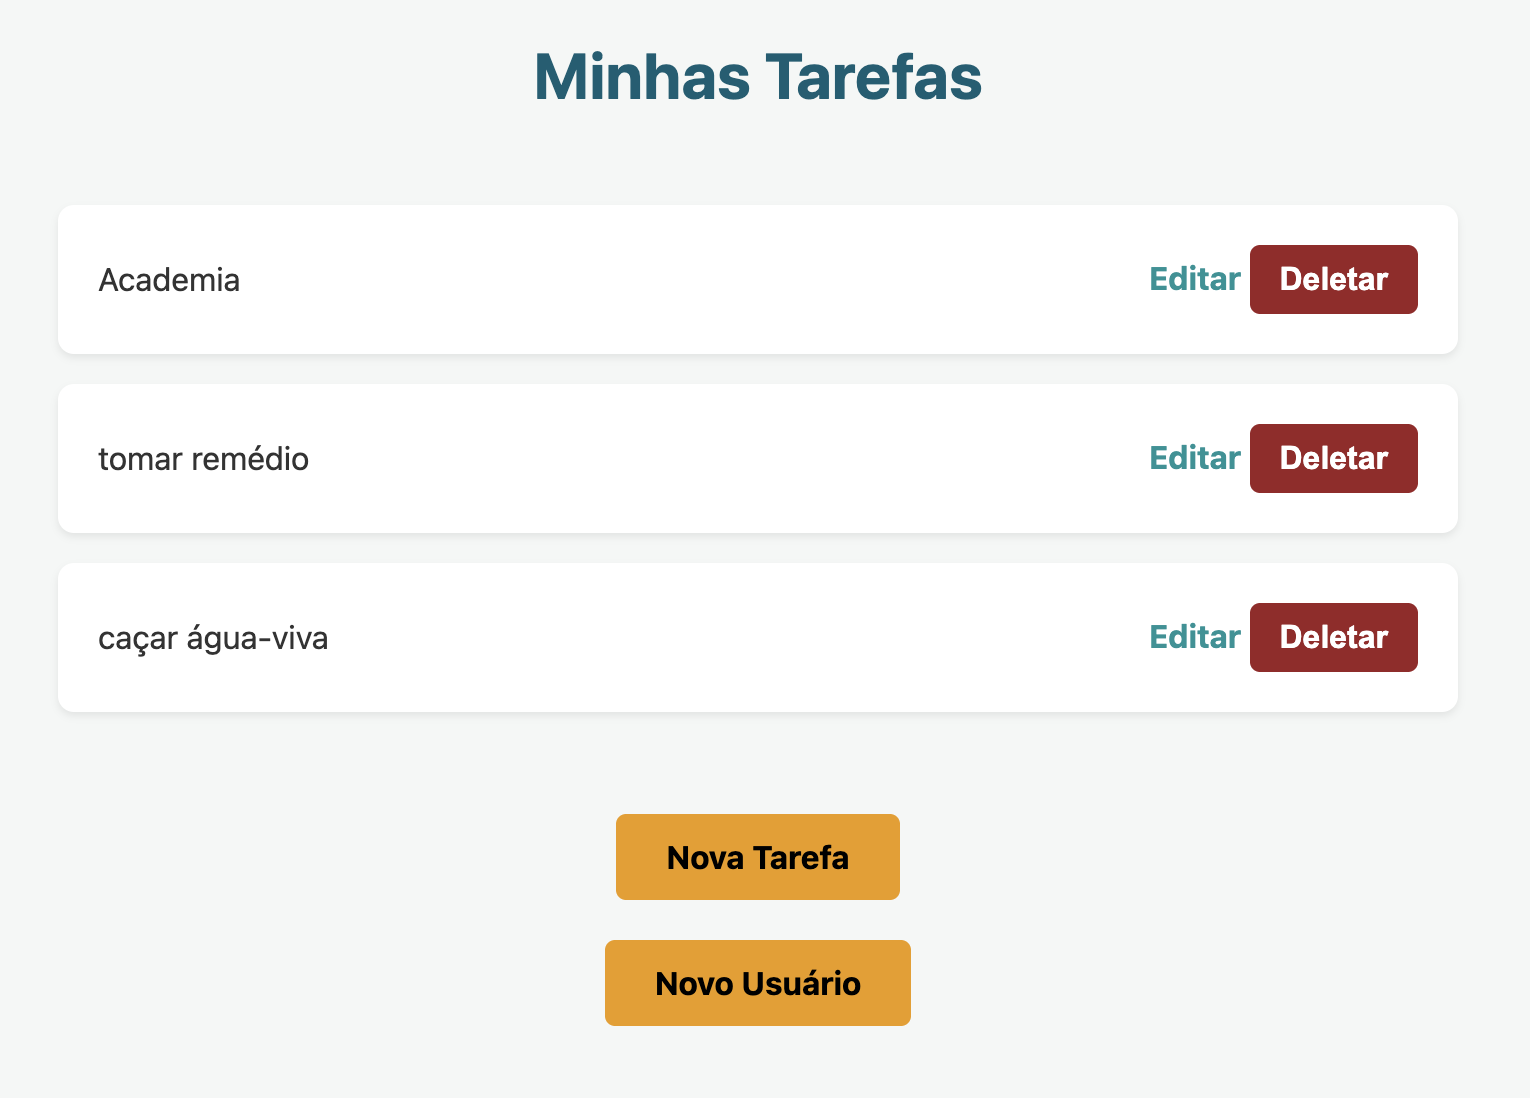 Minhas Tarefas
Academia Editar Deletar
tomar remédio Editar Deletar
caçar água-viva Editar Deletar
Nova Tarefa
Novo Usuário